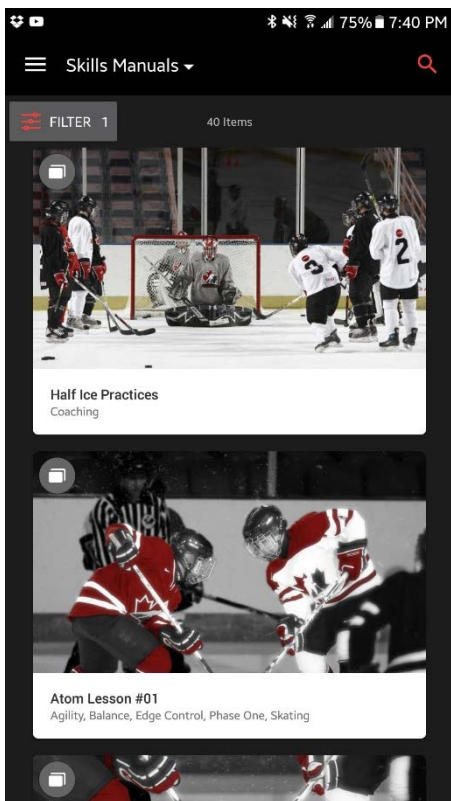 75% 7:40 PM
Skills Manuals
FILTER 1
40 Items
3
2
Half Ice Practices
Coaching
Atom Lesson #01
Agility, Balance, Edge Control, Phase One, Skating